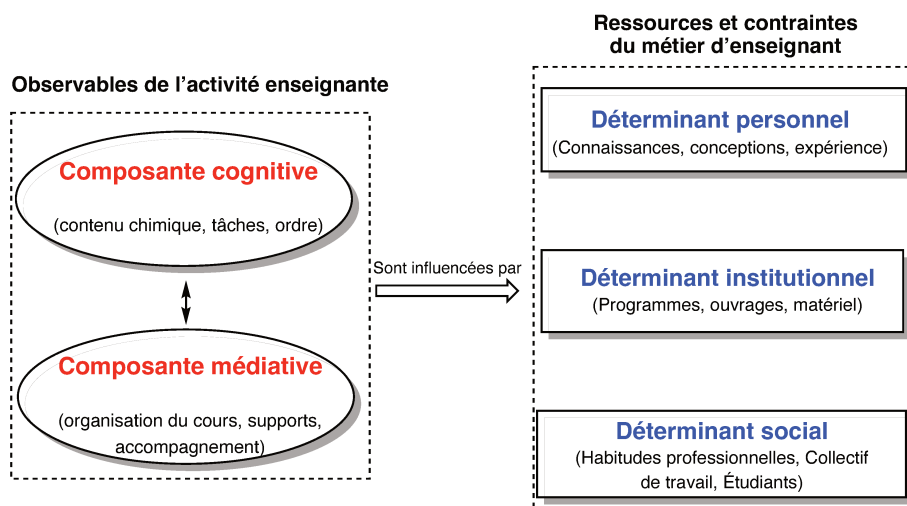 Observables de l’activité enseignante
Composante cognitive
(contenu chimique, tâches, ordre)
Composante médiative
(organisation du cours, supports,
accompagnement)
Sont influencées par
Ressources et contraintes
du métier d’enseignant
Déterminant personnel
(Connaissances, conceptions, expérience)
Déterminant institutionnel
(Programmes, ouvrages, matériel)
Déterminant social
(Habitudes professionnelles, Collectif
de travail, Étudiants)